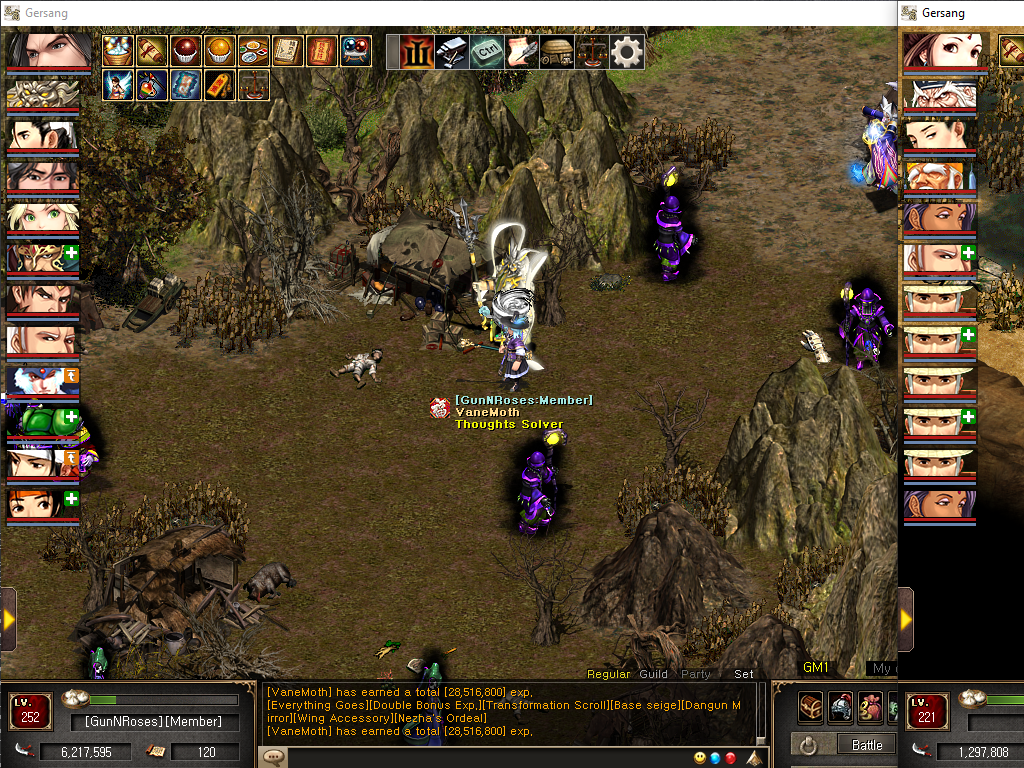 Gersang
Gersang
Ctrl
[GunNRoses:Member]
VaneMoth
Thoughts Solver
Regular Guild Party Set
GM1
My
[VaneMoth] has earned a total [28,516,800] exp.
[Everything Goes][Double Bonus Exp.][Transformation Scroll][Base seige][Dangun M
irror][Wing Accessory][Nezha's Ordeal]
[VaneMoth] has earned a total [28,516,800] exp.
LV.
252
[GunNRoses][Member]
6,217,595
120
Battle
LV.
221
1,297,808